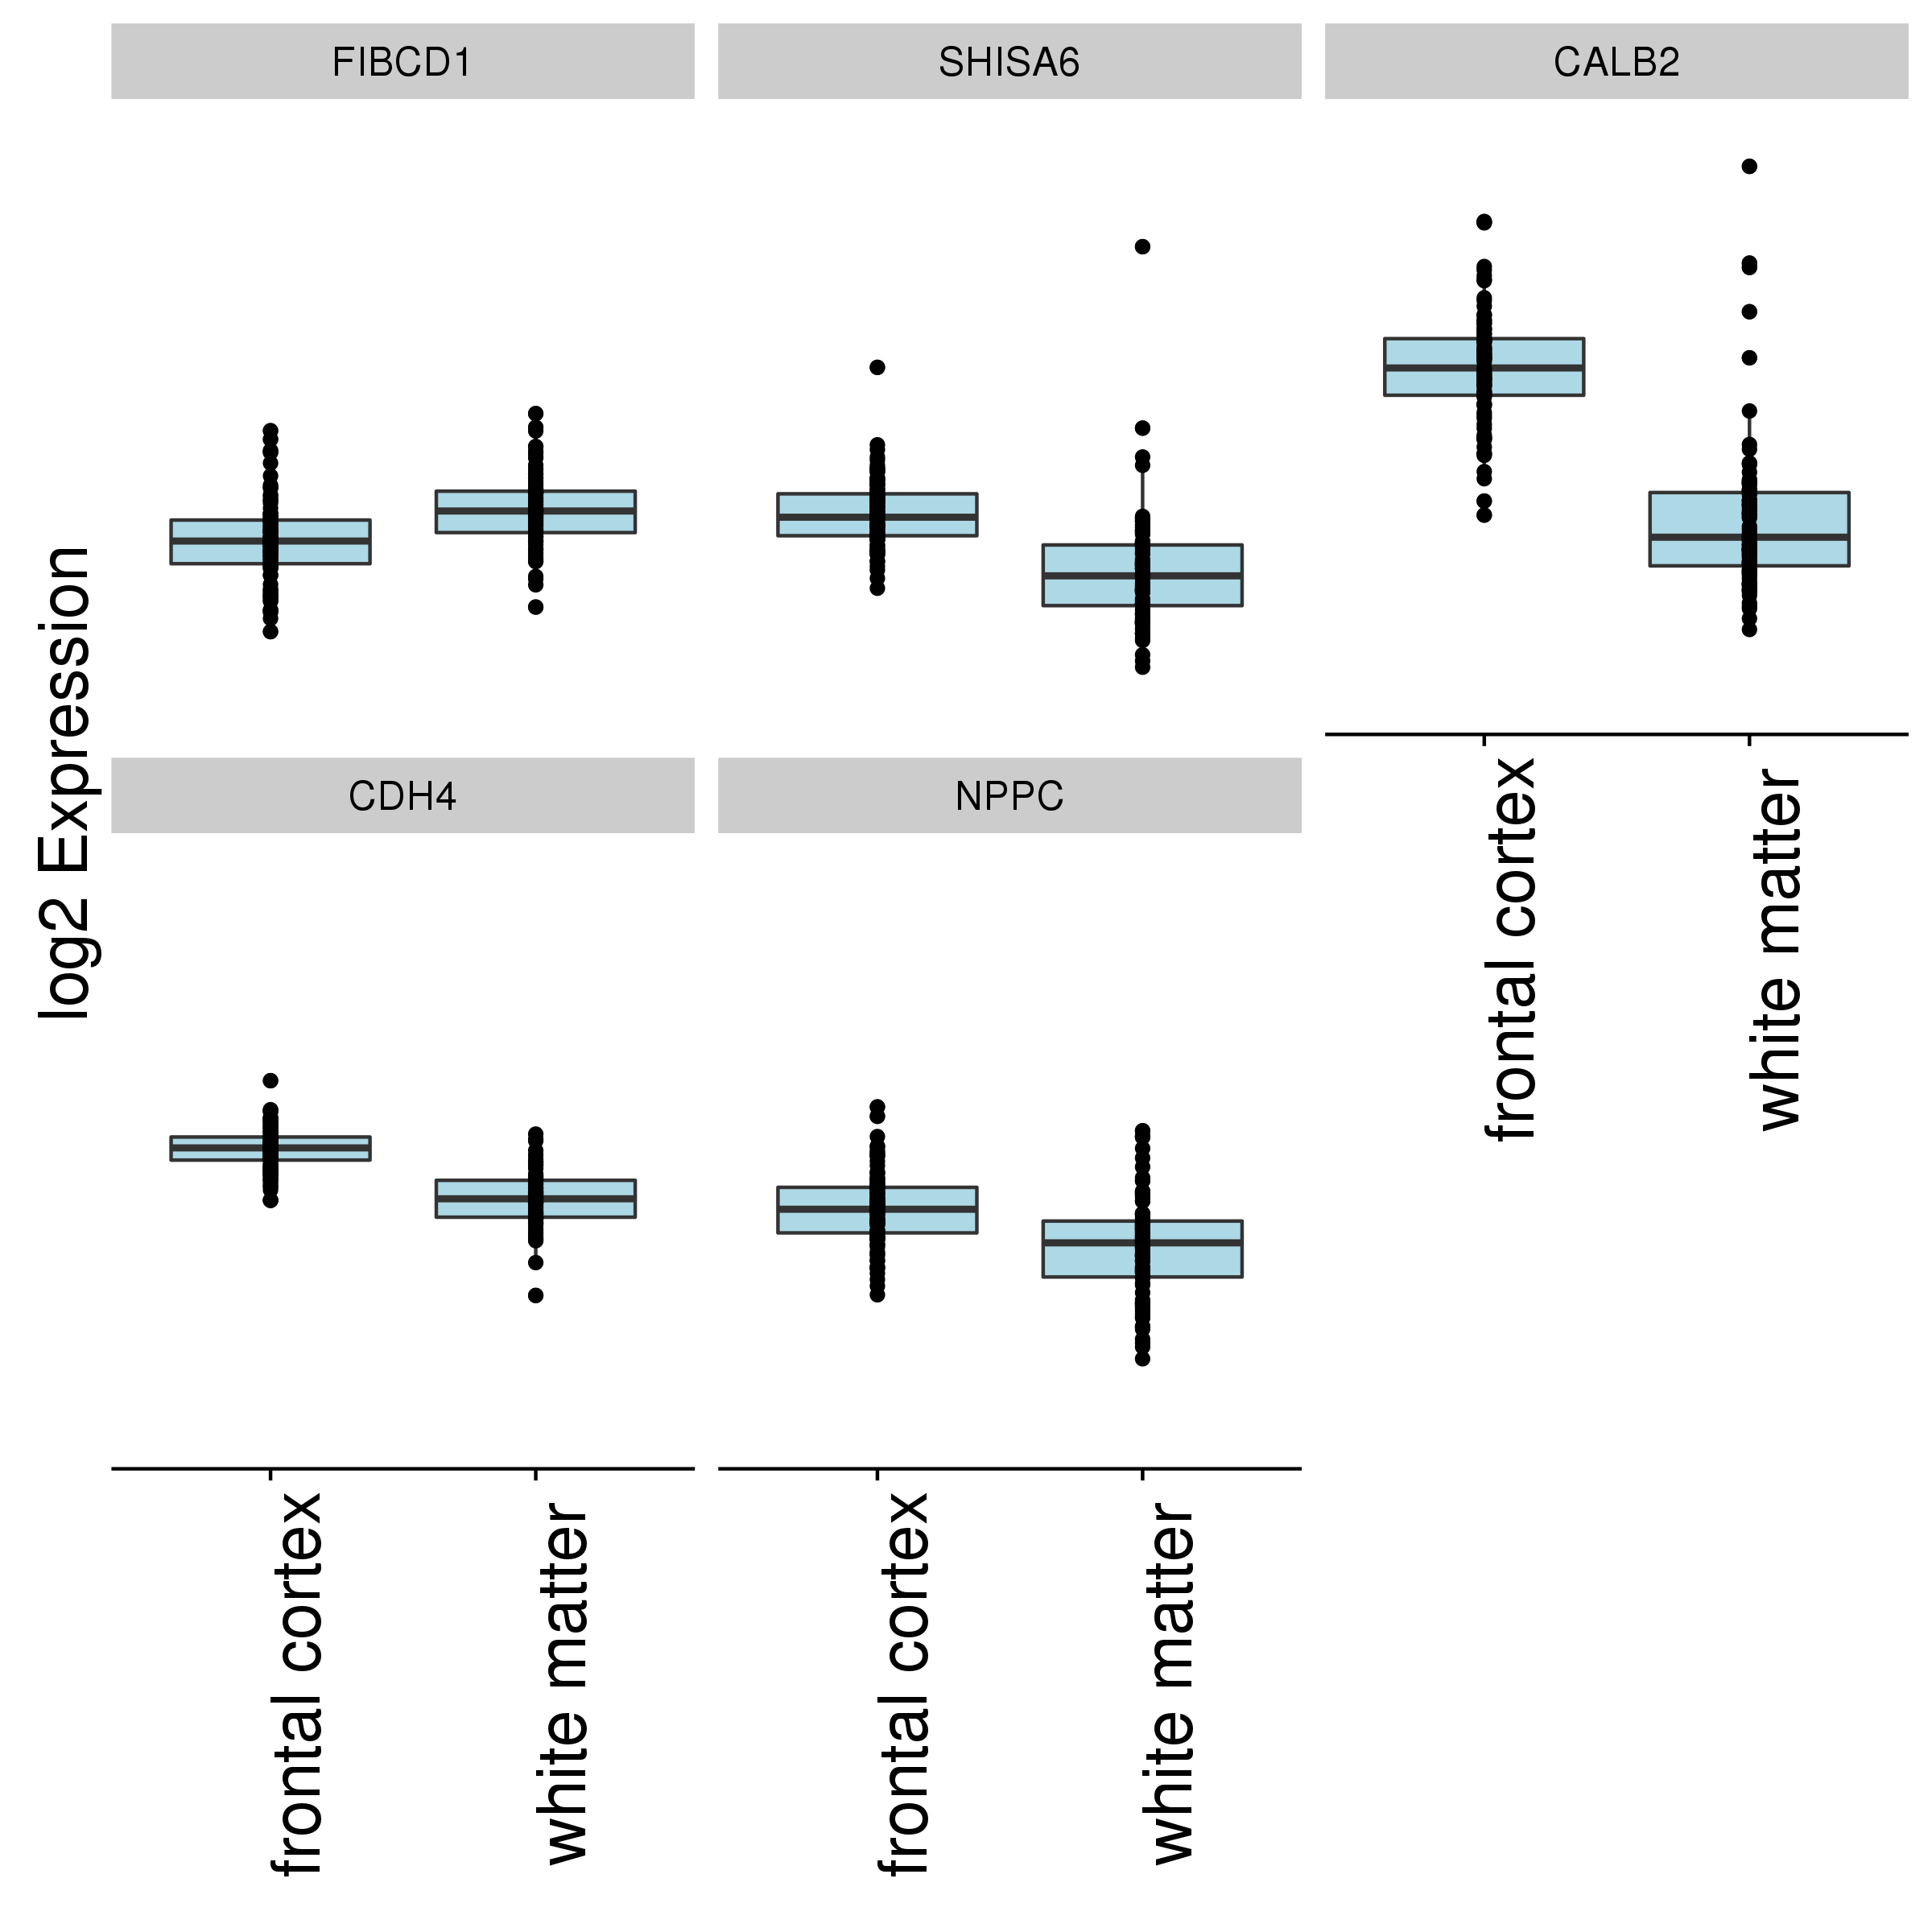 FIBCD1
SHISA6
CALB2
log2 Expression
CDH4
NPPC
frontal cortex
white matter
frontal cortex
white matter
frontal cortex
white matter